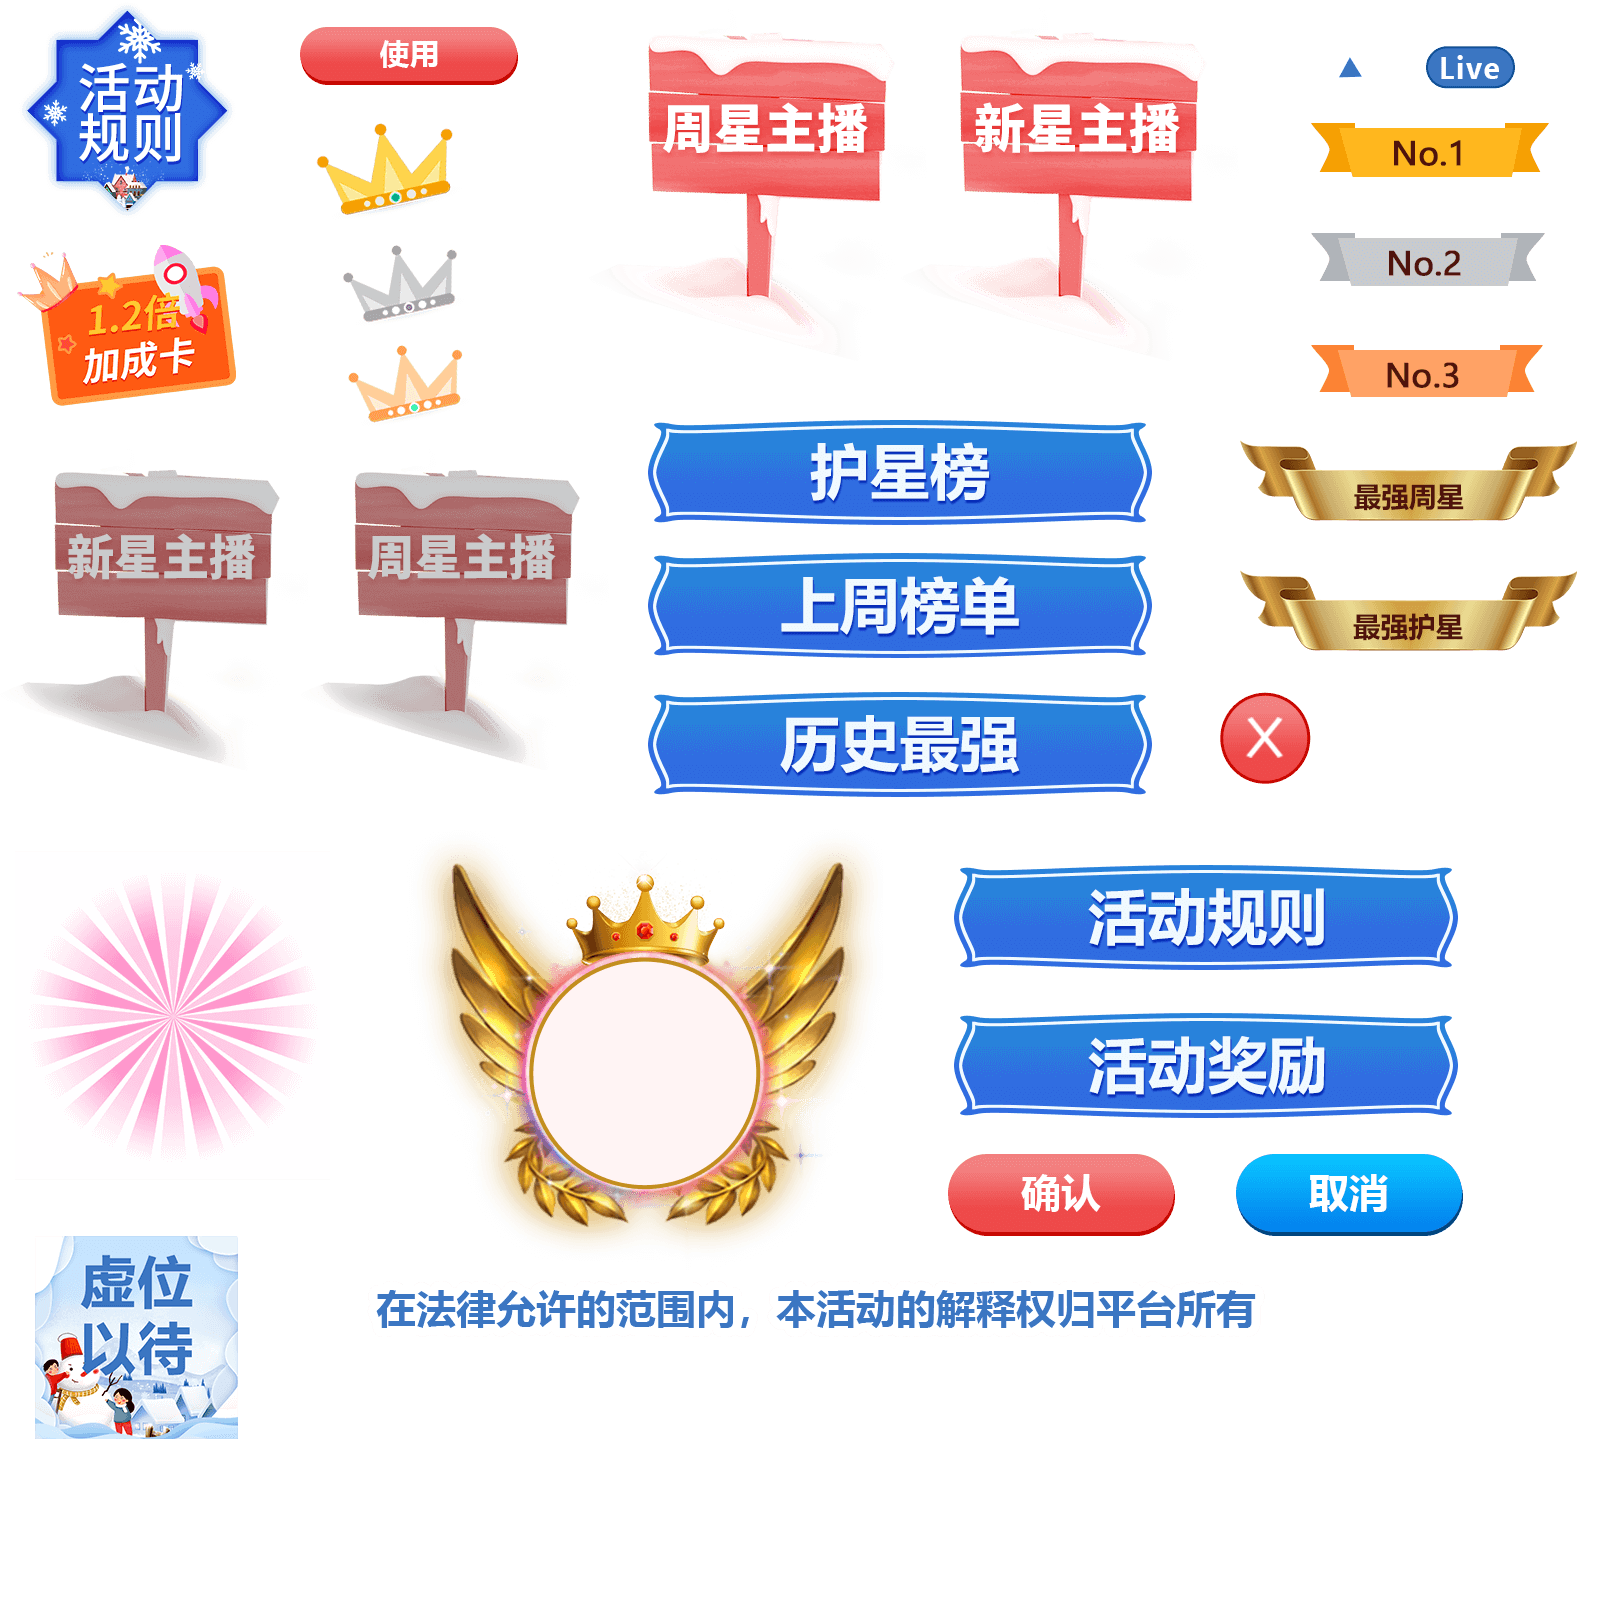 活动
规则
使用
周星主播
新星主播
Live
No.1
No.2
No.3
1.2倍
加成卡
护星榜
最强周星
新星主播
周星主播
上周榜单
最强护星
历史最强
X
活动规则
活动奖励
确认
取消
虚位
以待
在法律允许的范围内，本活动的解释权归平台所有